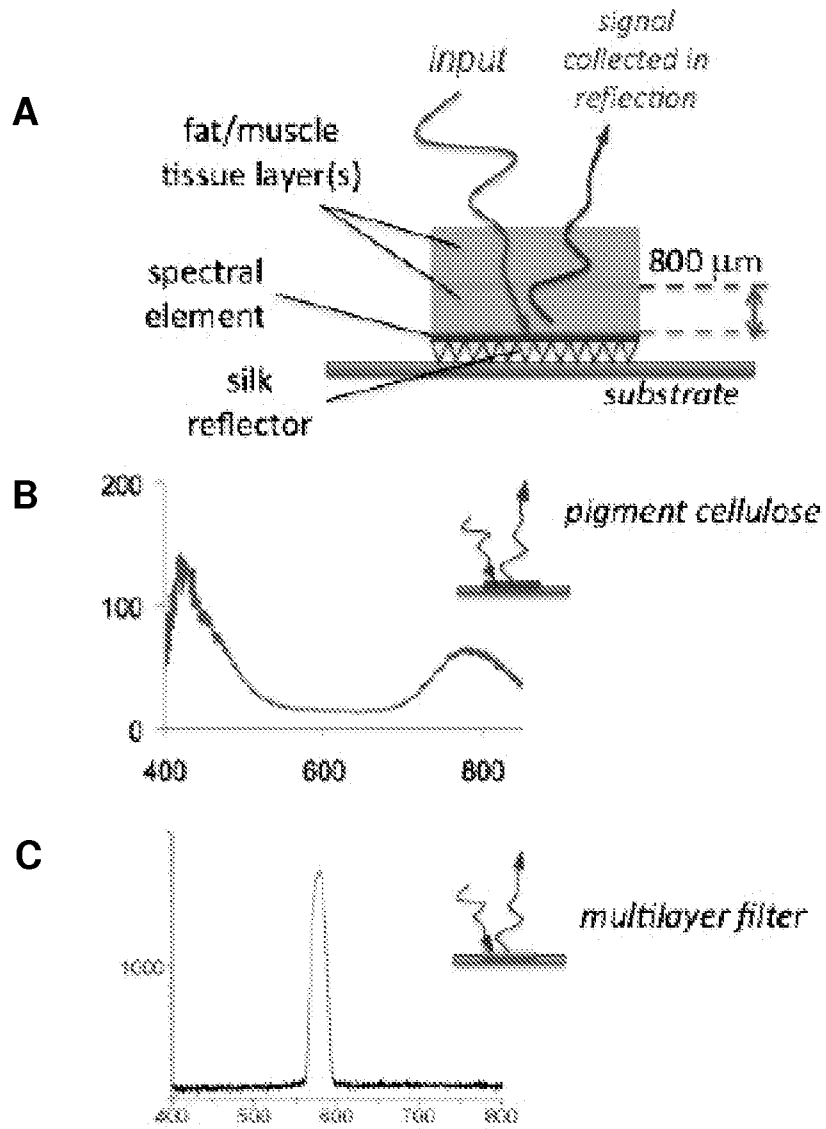 A
input
signal
collected in
reflection
fat/muscle
tissue layer(s)
800 µm
spectral
element
silk
reflector
substrate
B
200
100
0
400
600
800
pigment cellulose
C
1000
400
500
600
700
800
multilayer filter